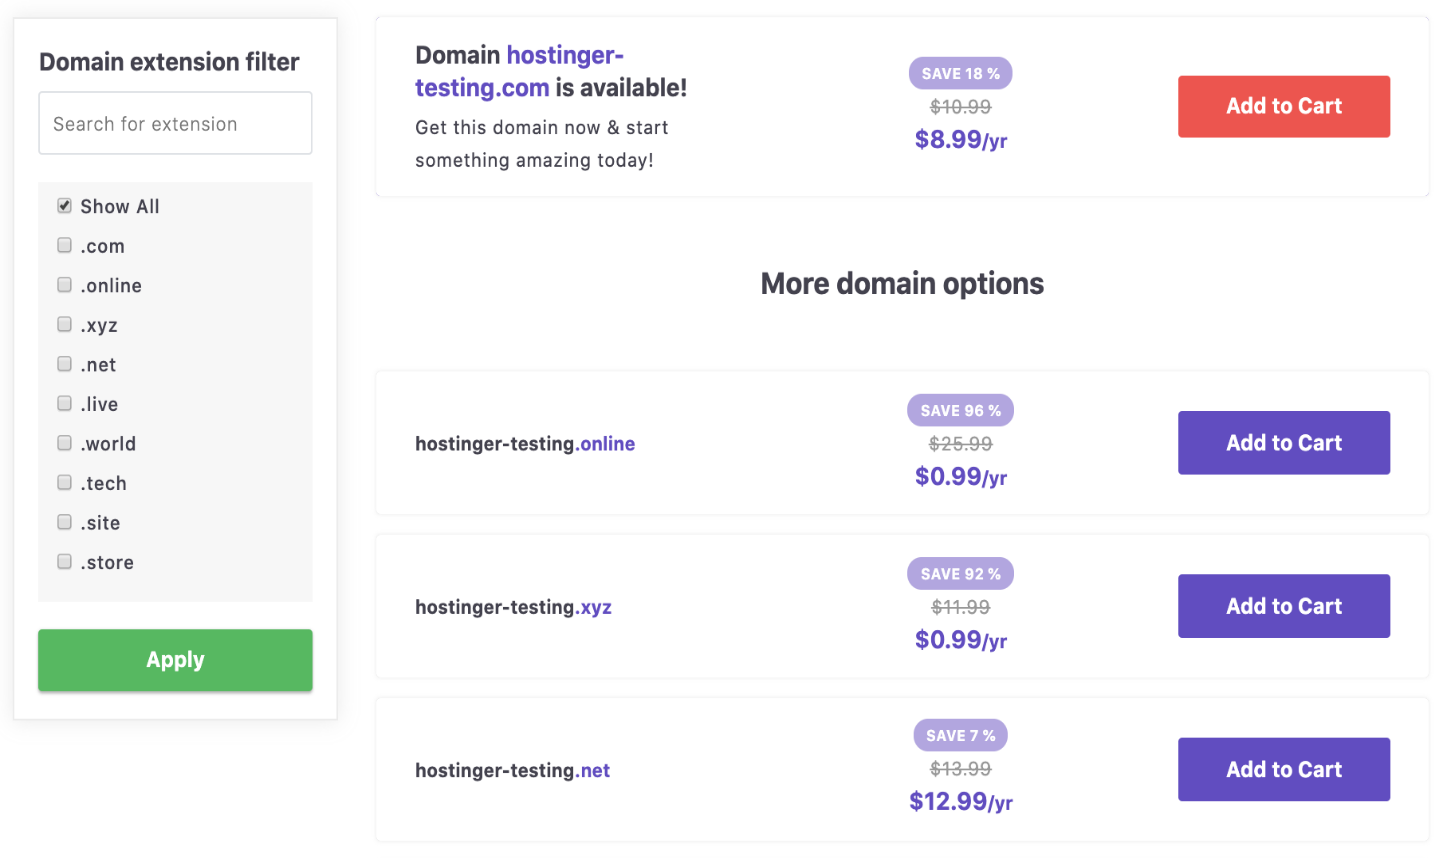 Domain extension filter
Search for extension
Show All
.com
.online
.xyz
.net
.live
.world
.tech
.site
.store
Apply
Domain hostinger-
testing.com is available!
Get this domain now & start
something amazing today!
SAVE 18 %
$10.99
$8.99/yr
Add to Cart
More domain options
hostinger-testing.online
SAVE 96 %
$25.99
$0.99/yr
Add to Cart
hostinger-testing.xyz
SAVE 92 %
$11.99
$0.99/yr
Add to Cart
hostinger-testing.net
SAVE 7 %
$13.99
$12.99/yr
Add to Cart